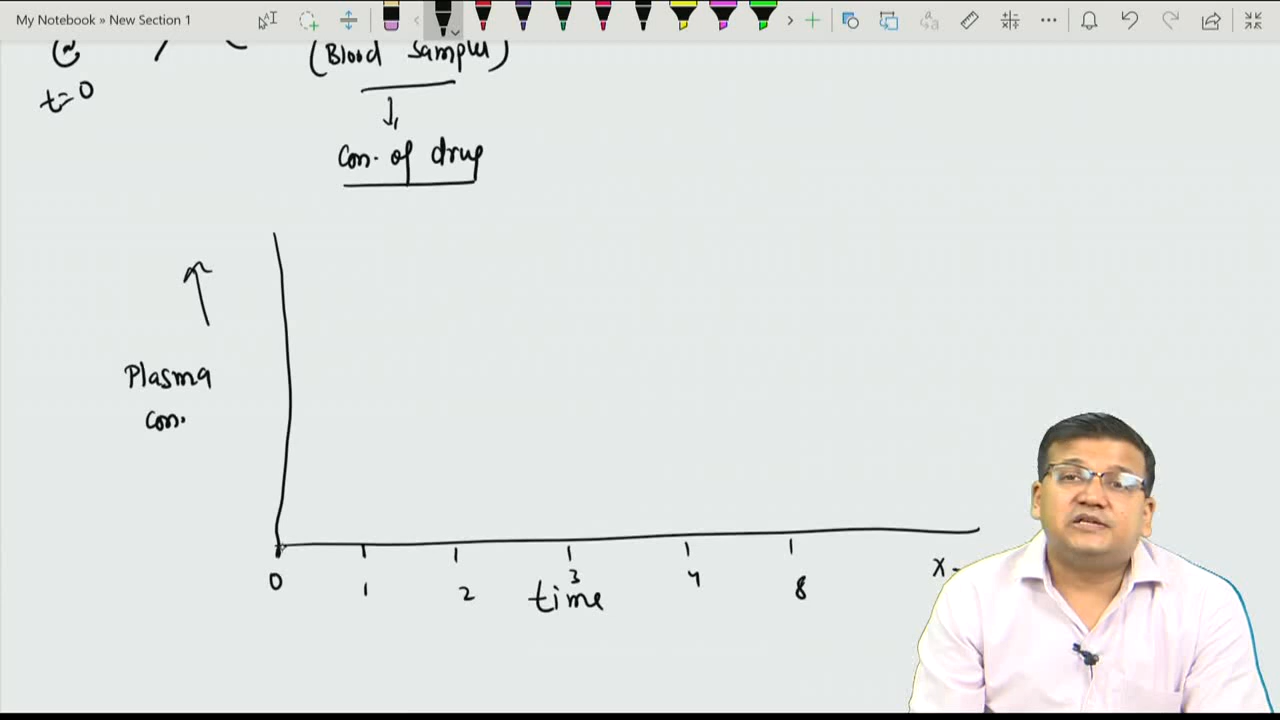 My Notebook » New Section 1
(Blood Samples)
t=0
Con. of drug
Plasma
Con.
0 1 2 3 4 8
time
X-